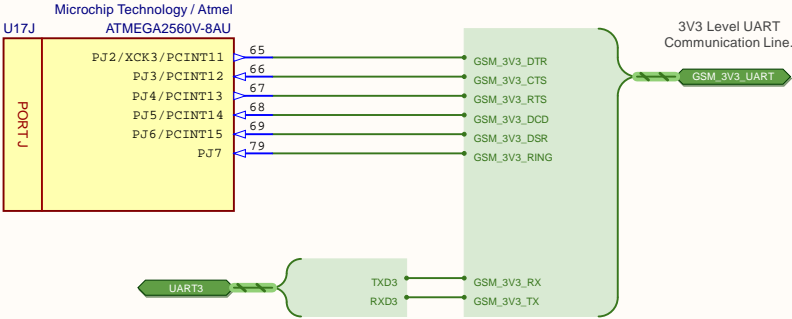 Microchip Technology / Atmel
U17J ATMEGA2560V-8AU
3V3 Level UART
Communication Line.
PORT J
PJ2/XCK3/PCINT11 65 GSM_3V3_DTR
PJ3/PCINT12 66 GSM_3V3_CTS
PJ4/PCINT13 67 GSM_3V3_RTS
PJ5/PCINT14 68 GSM_3V3_DCD
PJ6/PCINT15 69 GSM_3V3_DSR
PJ7 79 GSM_3V3_RING
GSM_3V3_UART
UART3
TXD3 GSM_3V3_RX
RXD3 GSM_3V3_TX